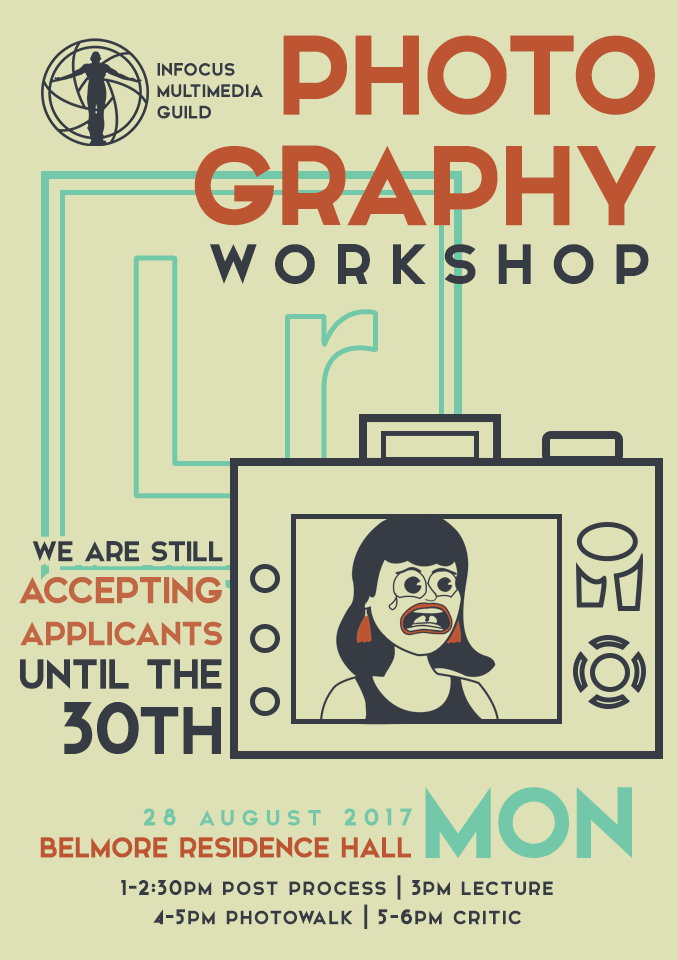 INFOCUS
MULTIMEDIA
GUILD
PHOTO
GRAPHY
WORKSHOP
Lr
WE ARE STILL
ACCEPTING
APPLICANTS
UNTIL THE
30TH
28 AUGUST 2017
MON
BELMORE RESIDENCE HALL
1-2:30PM POST PROCESS | 3PM LECTURE
4-5PM PHOTOWALK | 5-6PM CRITIC